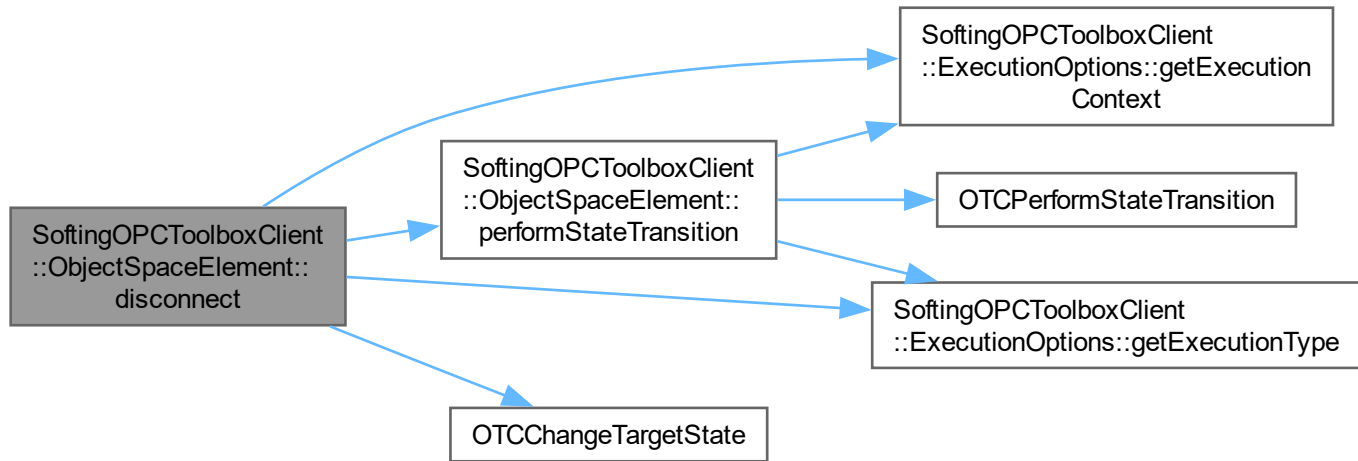 SoftingOPCToolboxClient
::ObjectSpaceElement::
disconnect
SoftingOPCToolboxClient
::ExecutionOptions::getExecution
Context
SoftingOPCToolboxClient
::ObjectSpaceElement::
performStateTransition
OTCPerformStateTransition
SoftingOPCToolboxClient
::ExecutionOptions::getExecutionType
OTCChangeTargetState